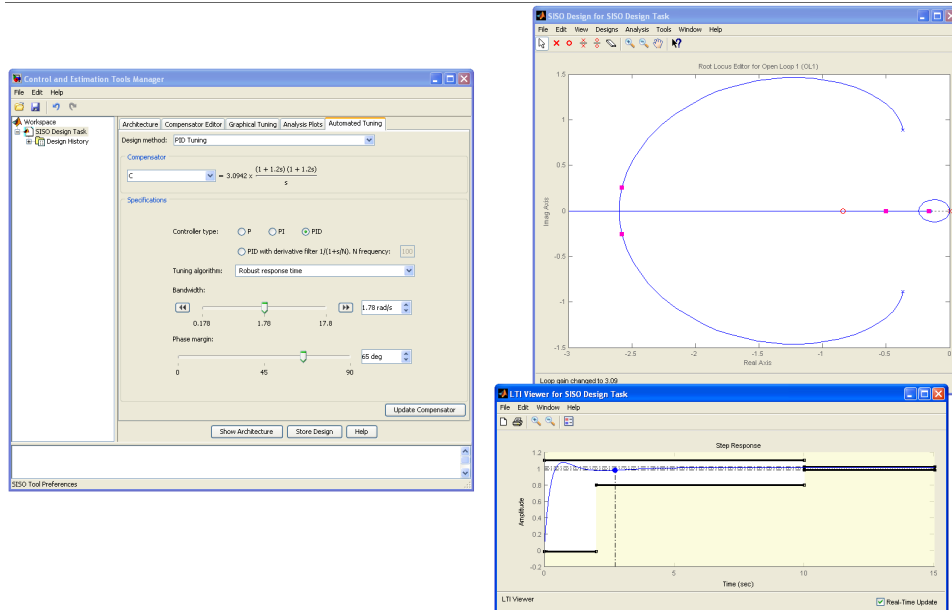 Control and Estimation Tools Manager
File Edit Help
Workspace
SISO Design Task
Design History
Architecture Compensator Editor Graphical Tuning Analysis Plots Automated Tuning
Design method: PID Tuning
Compensator
C = 3.0942 x (1 + 1.2s) (1 + 1.2s)
s
Specifications
Controller type: P PI PID
PID with derivative filter 1/(1+s/N). N frequency: 100
Tuning algorithm: Robust response time
Bandwidth:
1.78 rad/s
0.178 1.78 17.8
Phase margin:
65 deg
0 45 90
Update Compensator
Show Architecture Store Design Help
SISO Tool Preferences
SISO Design for SISO Design Task
File Edit View Designs Analysis Tools Window Help
Root Locus Editor for Open Loop 1 (OL1)
1.5
1
0.5
0
-0.5
-1
-1.5
Imag Axis
-3 -2.5 -2 -1.5 -1 -0.5 0
Real Axis
Loop gain changed to 3.09
LTI Viewer for SISO Design Task
File Edit Window Help
Step Response
1.2
1
0.8
0.6
0.4
0.2
0
-0.2
Amplitude
0 5 10 15
Time (sec)
LTI Viewer
Real-Time Update